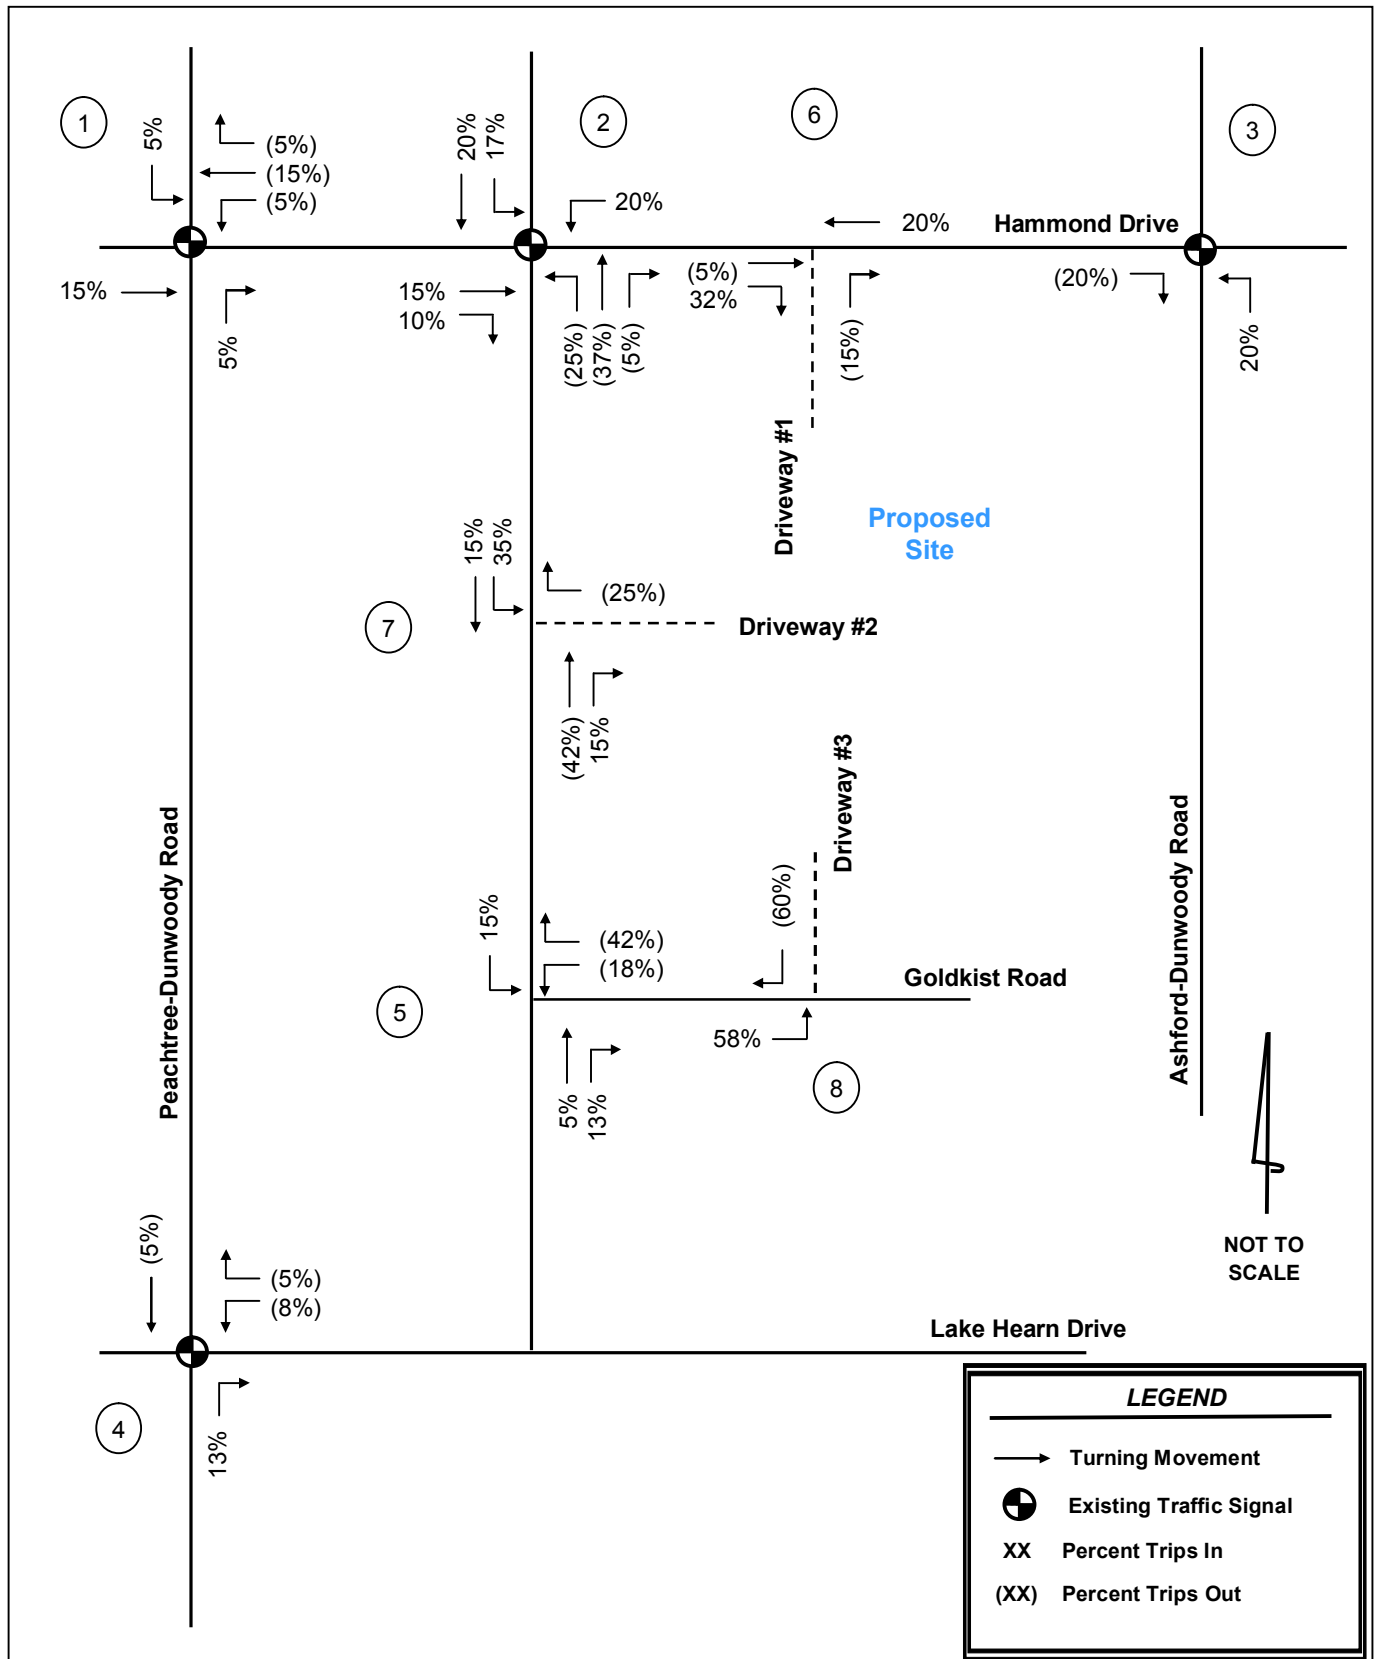 1
5%
(5%)
(15%)
(5%)
15%
5%
20%
17%
2
20%
15%
10%
(25%)
(37%)
(5%)
6
20%
(5%)
32%
(15%)
Hammond Drive
3
(20%)
20%
Driveway #1
Proposed
Site
15%
35%
(25%)
7
Driveway #2
(42%)
15%
Driveway #3
Peachtree-Dunwoody Road
Ashford-Dunwoody Road
15%
(42%)
(18%)
(60%)
Goldkist Road
5
58%
8
5%
13%
NOT TO
SCALE
(5%)
(5%)
(8%)
Lake Hearn Drive
4
13%
LEGEND
Turning Movement
Existing Traffic Signal
XX Percent Trips In
(XX) Percent Trips Out